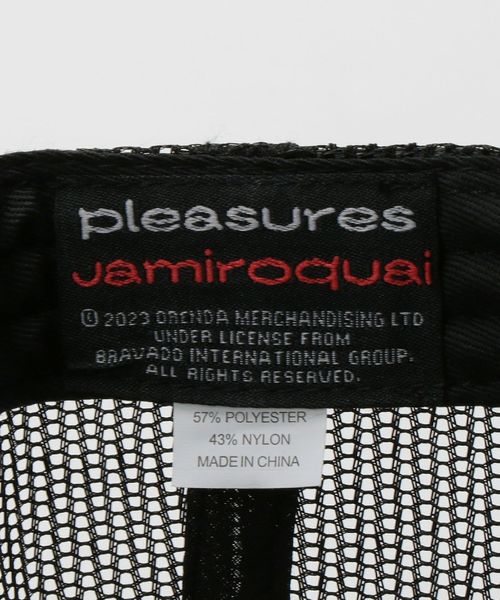 pleasures
Jamiroquai
© 2023 ORENDA MERCHANDISING LTD
UNDER LICENSE FROM
BRAVADO INTERNATIONAL GROUP.
ALL RIGHTS RESERVED.
57% POLYESTER
43% NYLON
MADE IN CHINA